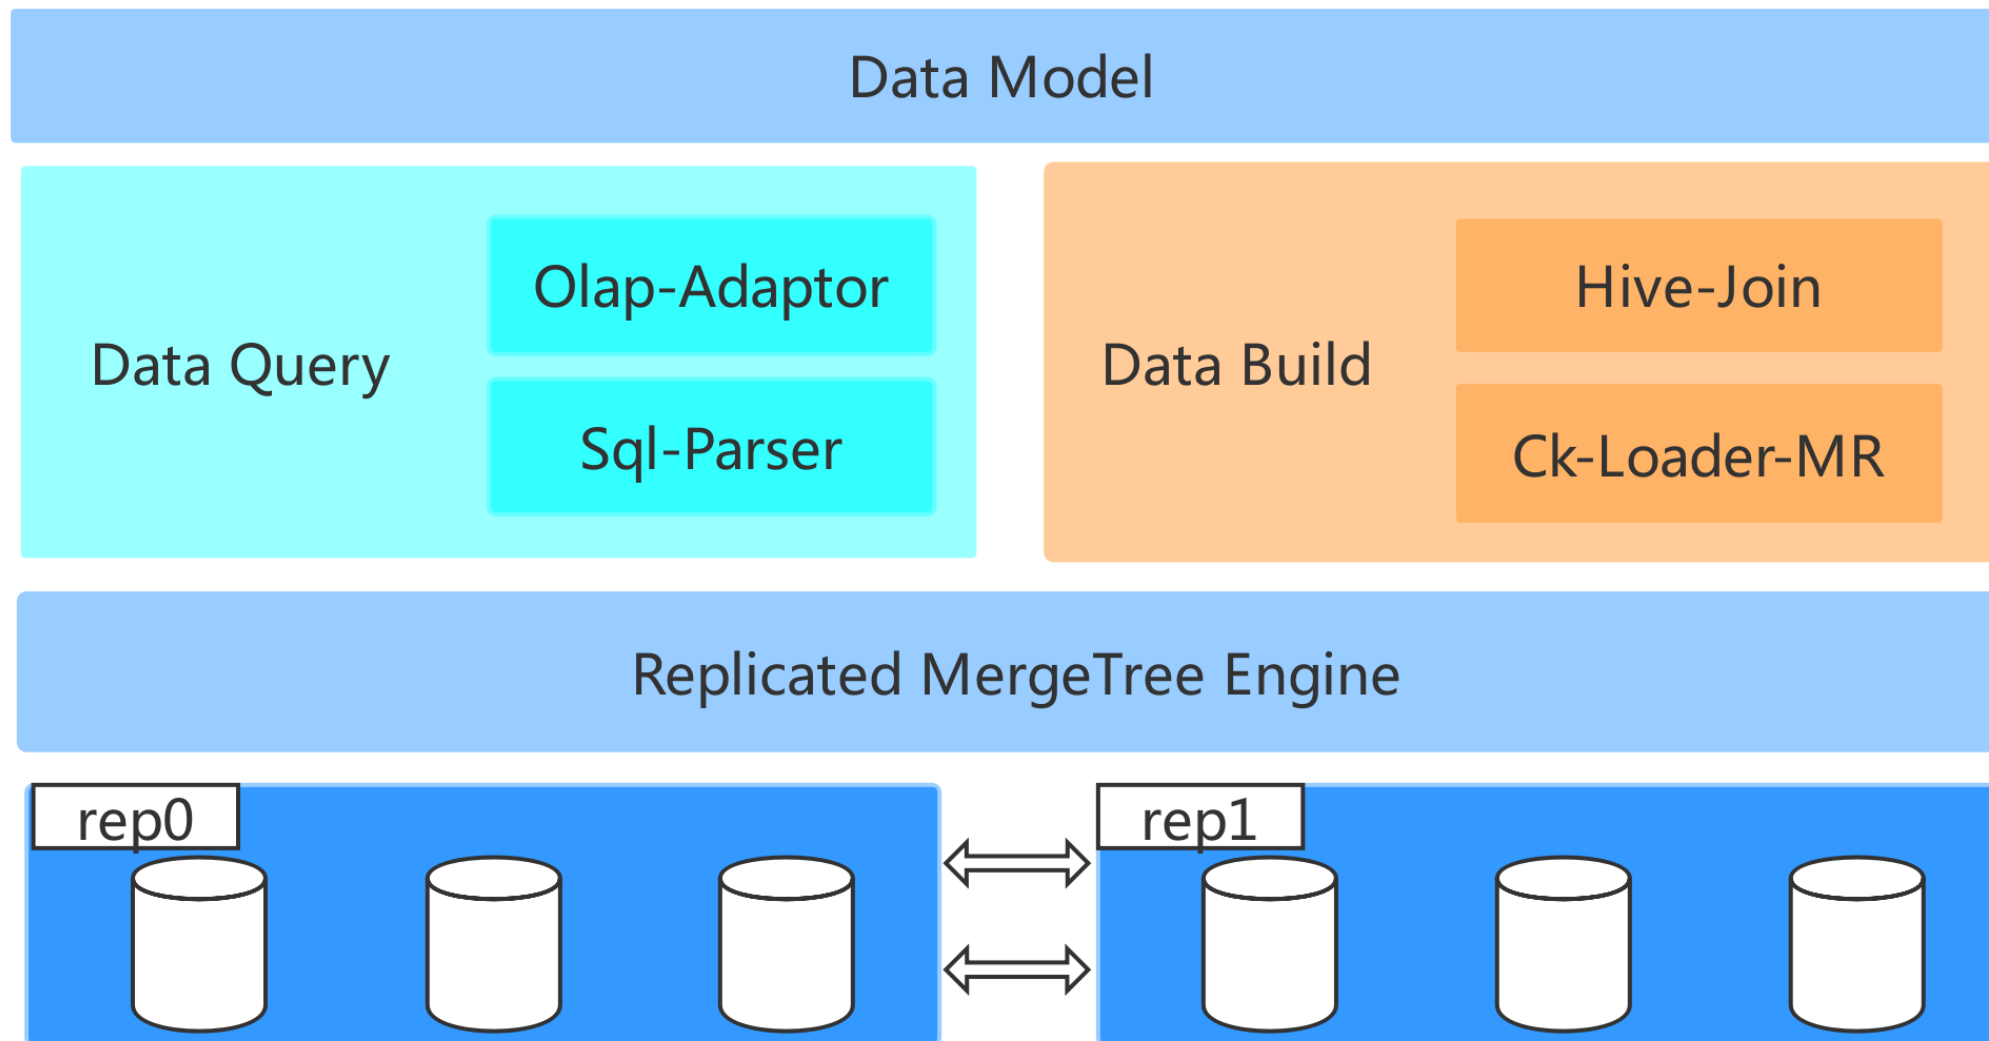 Data Model
Data Query
Olap-Adaptor
Sql-Parser
Data Build
Hive-Join
Ck-Loader-MR
Replicated MergeTree Engine
rep0
rep1